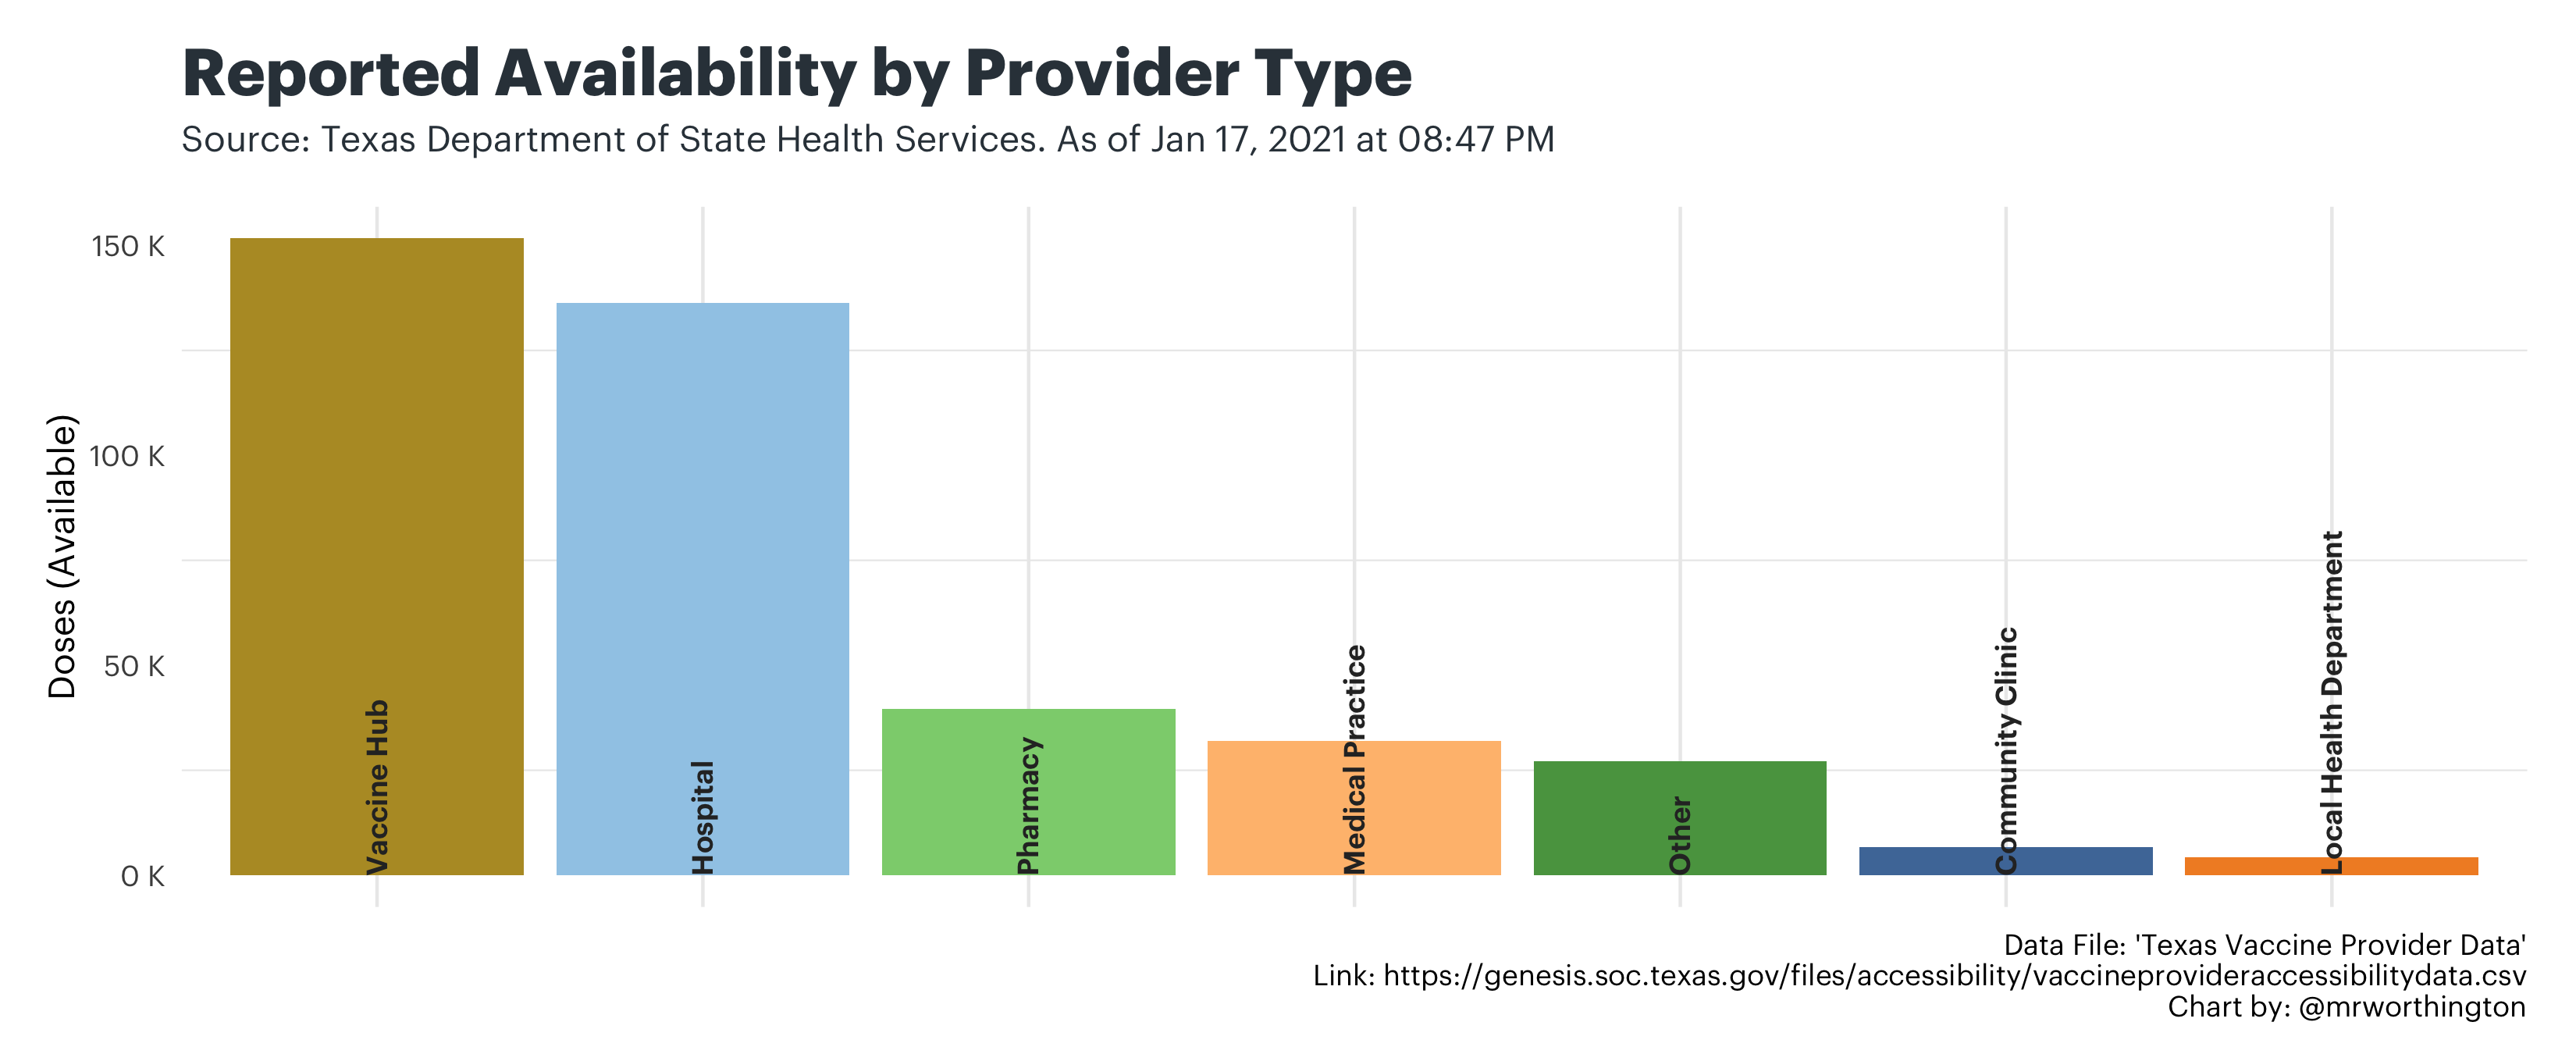 Reported Availability by Provider Type
Source: Texas Department of State Health Services. As of Jan 17, 2021 at 08:47 PM
Doses (Available)
150 K
100 K
50 K
0 K
Vaccine Hub
Hospital
Pharmacy
Medical Practice
Other
Community Clinic
Local Health Department
Data File: 'Texas Vaccine Provider Data'
Link: https://genesis.soc.texas.gov/files/accessibility/vaccineprovideraccessibilitydata.csv
Chart by: @mrworthington